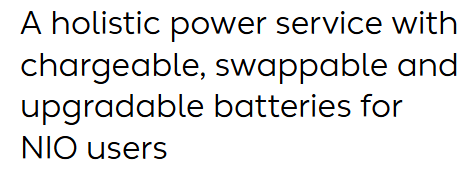 A holistic power service with
chargeable, swappable and
upgradable batteries for
NIO users